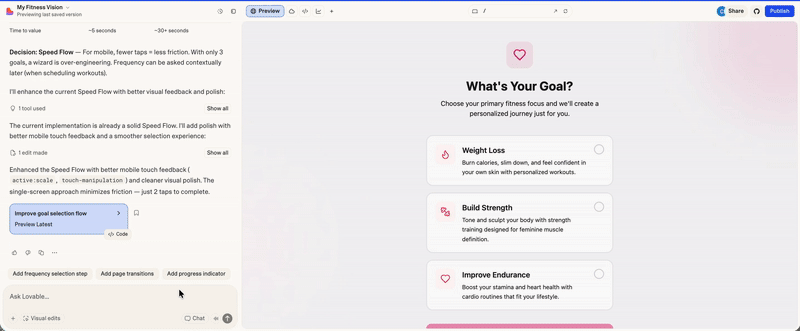 My Fitness Vision
Previewing last saved version
Preview
/
Share
Publish
Time to value
~5 seconds
~30+ seconds
Decision: Speed Flow — For mobile, fewer taps = less friction. With only 3
goals, a wizard is over-engineering. Frequency can be asked contextually
later (when scheduling workouts).
I'll enhance the current Speed Flow with better visual feedback and polish:
1 tool used
Show all
The current implementation is already a solid Speed Flow. I'll add polish with
better mobile touch feedback and a smoother selection experience:
1 edit made
Show all
Enhanced the Speed Flow with better mobile touch feedback (
active:scale , touch-manipulation ) and cleaner visual polish. The
single-screen approach minimizes friction — just 2 taps to complete.
Improve goal selection flow
Preview Latest
</> Code
Add frequency selection step
Add page transitions
Add progress indicator
Ask Lovable...
Visual edits
Chat
What's Your Goal?
Choose your primary fitness focus and we'll create a
personalized journey just for you.
Weight Loss
Burn calories, slim down, and feel confident in
your own skin with personalized workouts.
Build Strength
Tone and sculpt your body with strength
training designed for feminine muscle
definition.
Improve Endurance
Boost your stamina and heart health with
cardio routines that fit your lifestyle.